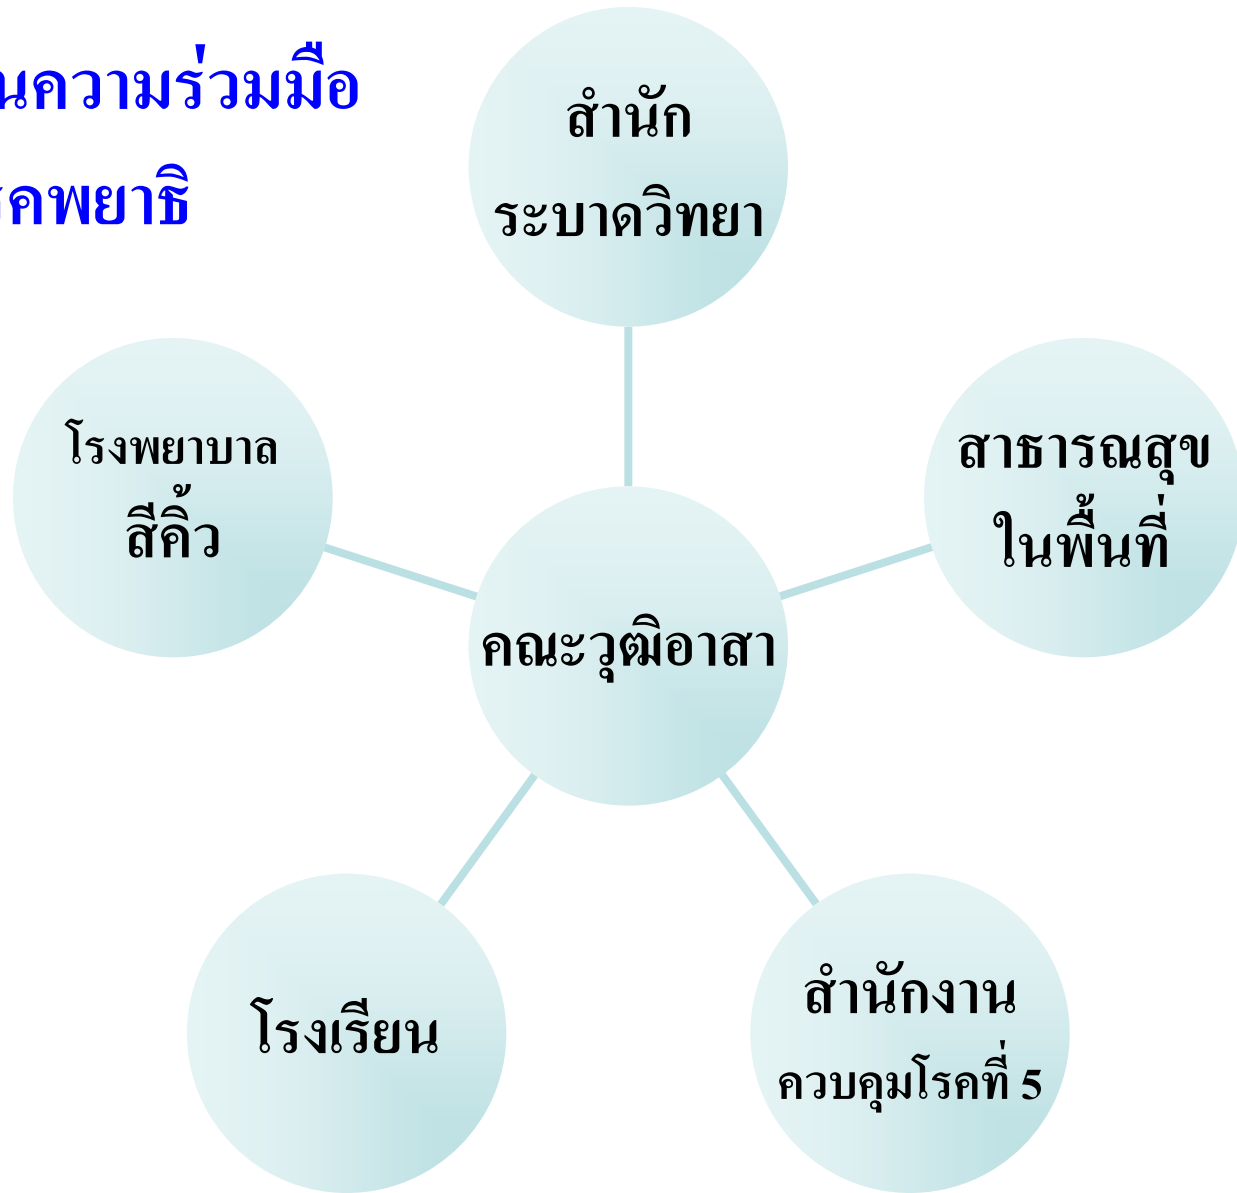 นความร่วมมือ
รคพยาธิ
สำนัก
ระบาดวิทยา
โรงพยาบาล
สีคิ้ว
สาธารณสุข
ในพื้นที่
คณะวุฒิอาสา
โรงเรียน
สำนักงาน
ควบคุมโรคที่ 5